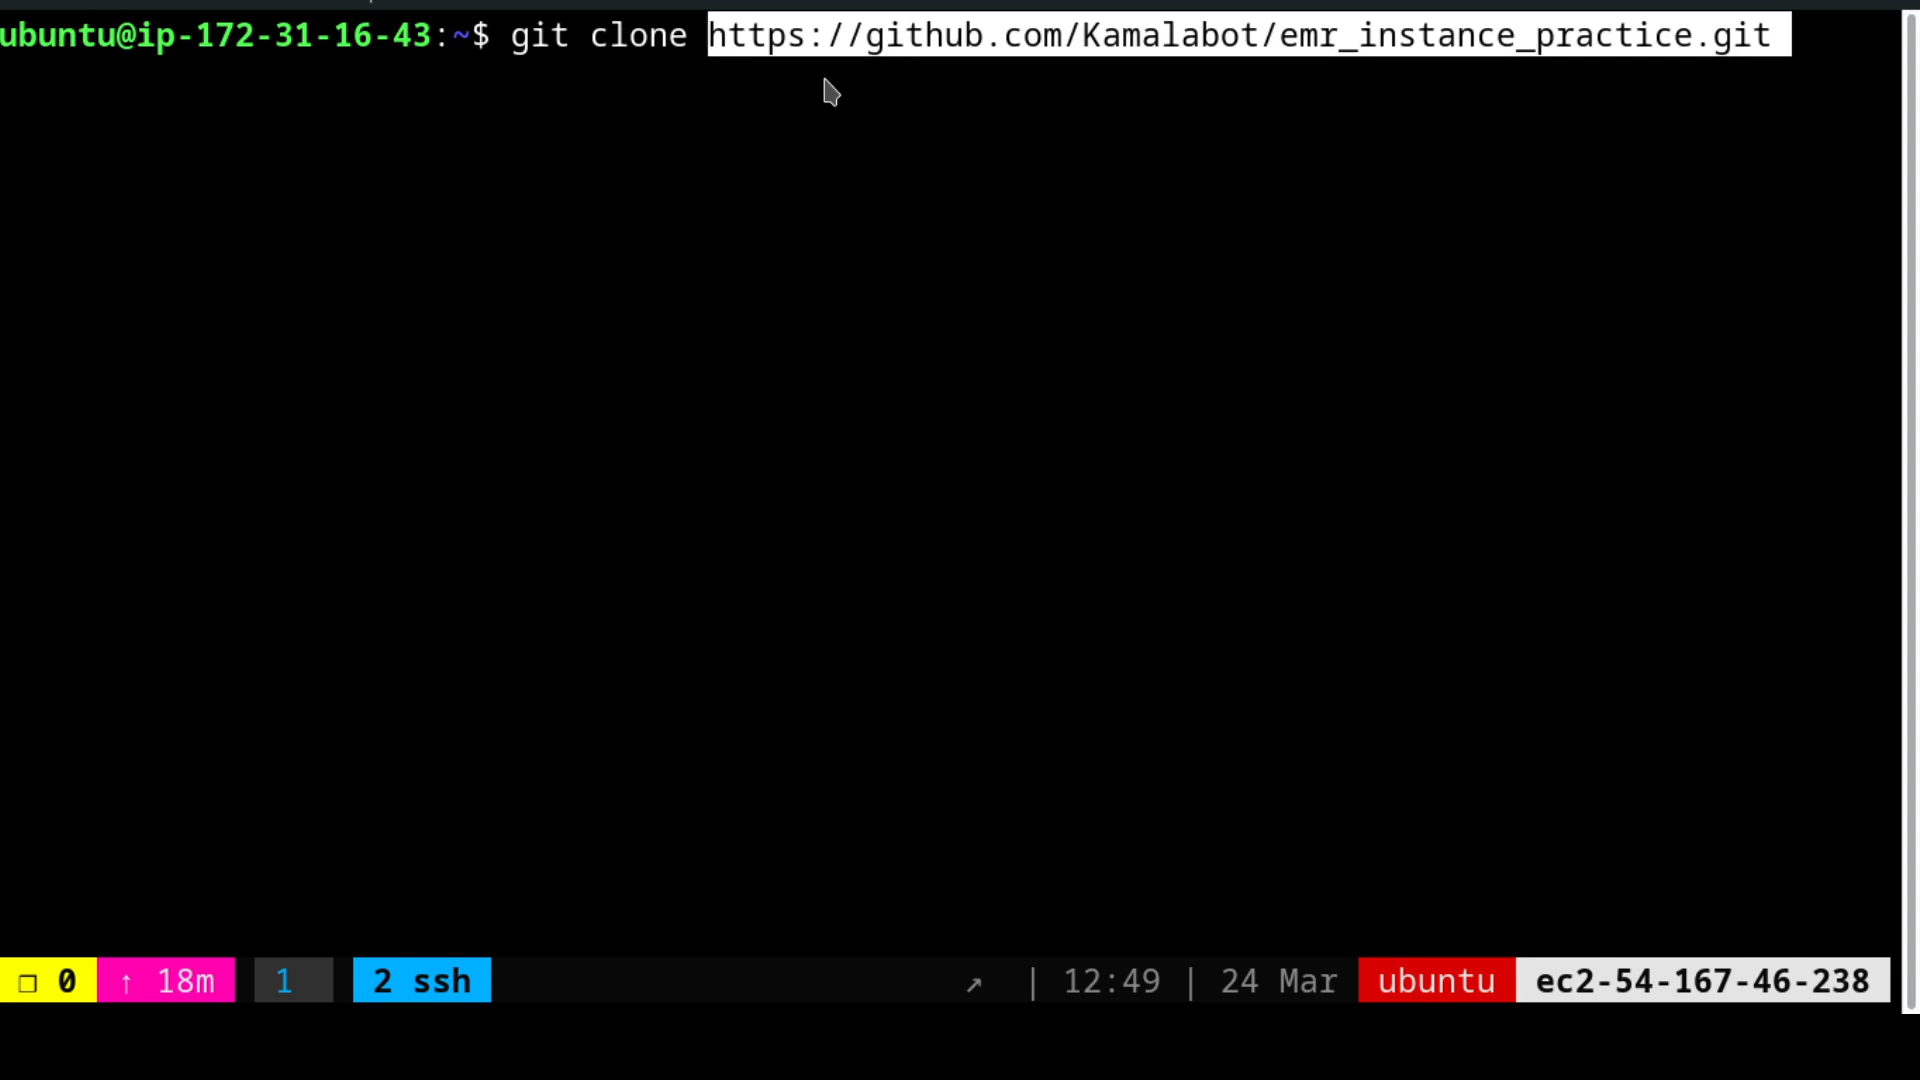 ubuntu@ip-172-31-16-43:~$ git clone https://github.com/Kamalabot/emr_instance_practice.git
❐ 0 ↑ 18m 1 2 ssh ↗ | 12:49 | 24 Mar ubuntu ec2-54-167-46-238